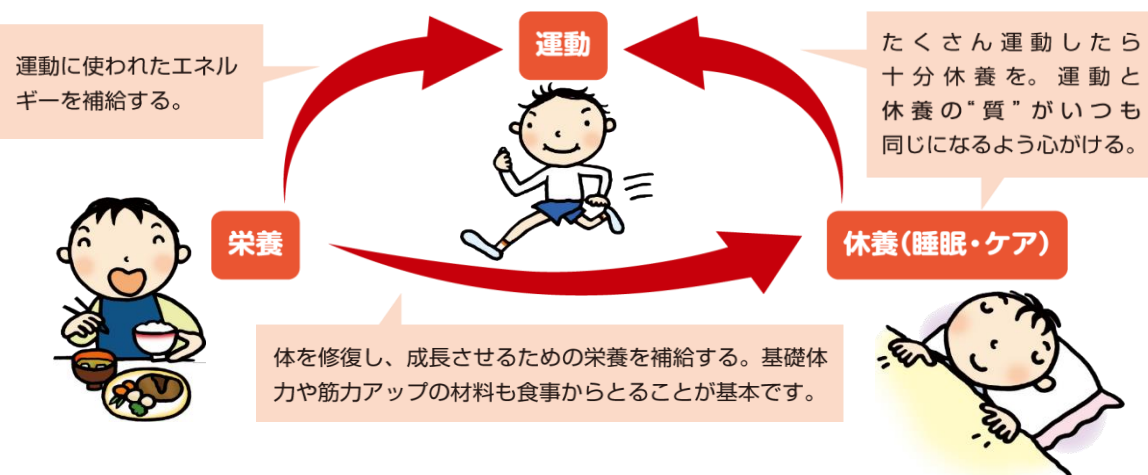 運動
運動に使われたエネル
ギーを補給する。
たくさん運動したら
十分休養を。運動と
休養の“質”がいつも
同じになるよう心がける。
栄養
休養(睡眠・ケア)
体を修復し、成長させるための栄養を補給する。基礎体
力や筋力アップの材料も食事からとることが基本です。